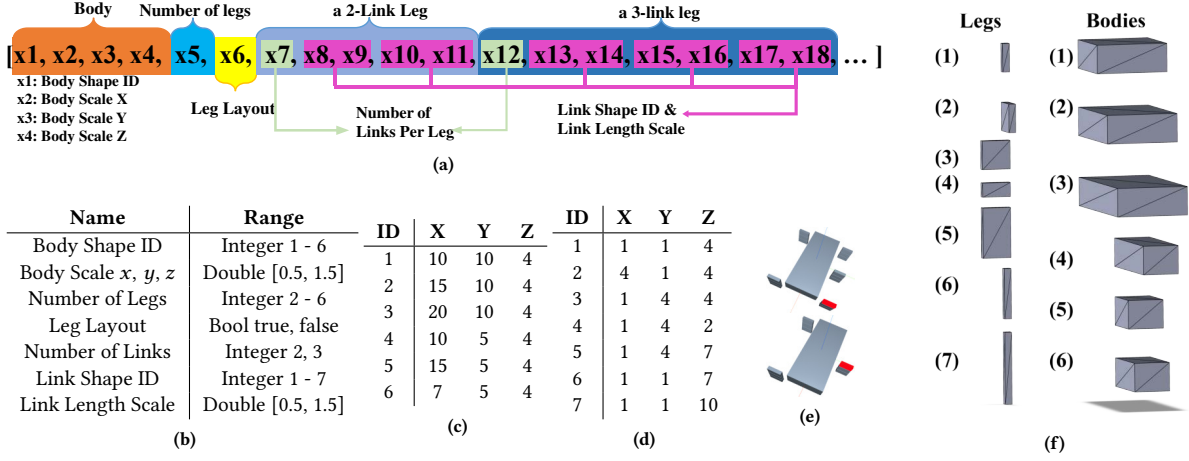 Body
Number of legs
a 2-Link Leg
a 3-link leg
[x1, x2, x3, x4, x5, x6, x7, x8, x9, x10, x11, x12, x13, x14, x15, x16, x17, x18, ... ]
x1: Body Shape ID
x2: Body Scale X
x3: Body Scale Y
x4: Body Scale Z
Leg Layout
Number of
Links Per Leg
Link Shape ID &
Link Length Scale
(a)
Name Range
Body Shape ID Integer 1 - 6
Body Scale x, y, z Double [0.5, 1.5]
Number of Legs Integer 2 - 6
Leg Layout Bool true, false
Number of Links Integer 2, 3
Link Shape ID Integer 1 - 7
Link Length Scale Double [0.5, 1.5]
(b)
ID X Y Z
1 10 10 4
2 15 10 4
3 20 10 4
4 10 5 4
5 15 5 4
6 7 5 4
(c)
ID X Y Z
1 1 1 4
2 4 1 4
3 1 4 4
4 1 4 2
5 1 4 7
6 1 1 7
7 1 1 10
(d)
(e)
Legs
(1)
(2)
(3)
(4)
(5)
(6)
(7)
Bodies
(1)
(2)
(3)
(4)
(5)
(6)
(f)